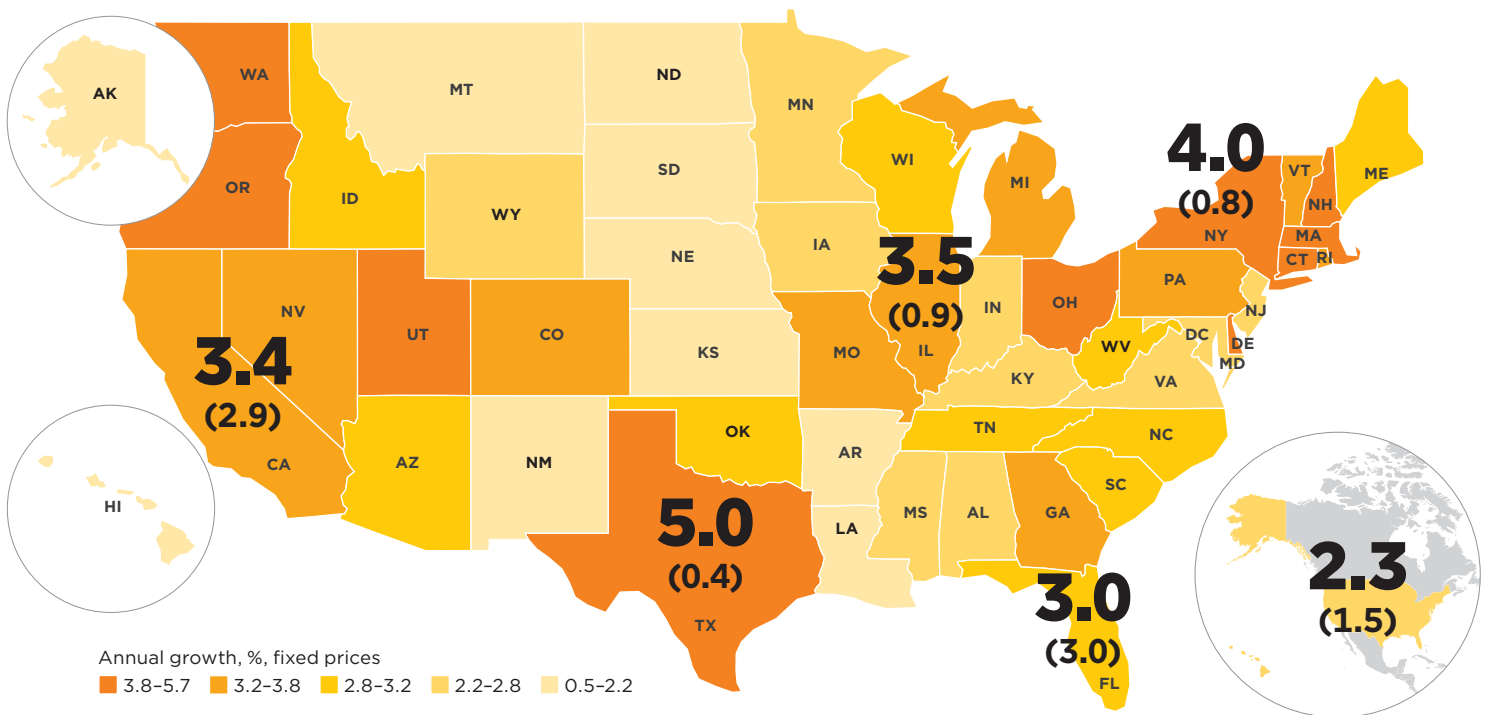 AK
WA
MT
ND
MN
OR
ID
WY
SD
WI
MI
4.0
(0.8)
NY
VT
NH
ME
MA
CT
RI
NE
IA
3.5
(0.9)
IL
IN
OH
PA
NJ
NV
UT
CO
KS
MO
KY
WV
DC
DE
MD
VA
3.4
(2.9)
CA
AZ
NM
OK
AR
TN
NC
SC
HI
5.0
(0.4)
TX
LA
MS
AL
GA
3.0
(3.0)
FL
2.3
(1.5)
Annual growth, %, fixed prices
3.8–5.7 3.2–3.8 2.8–3.2 2.2–2.8 0.5–2.2